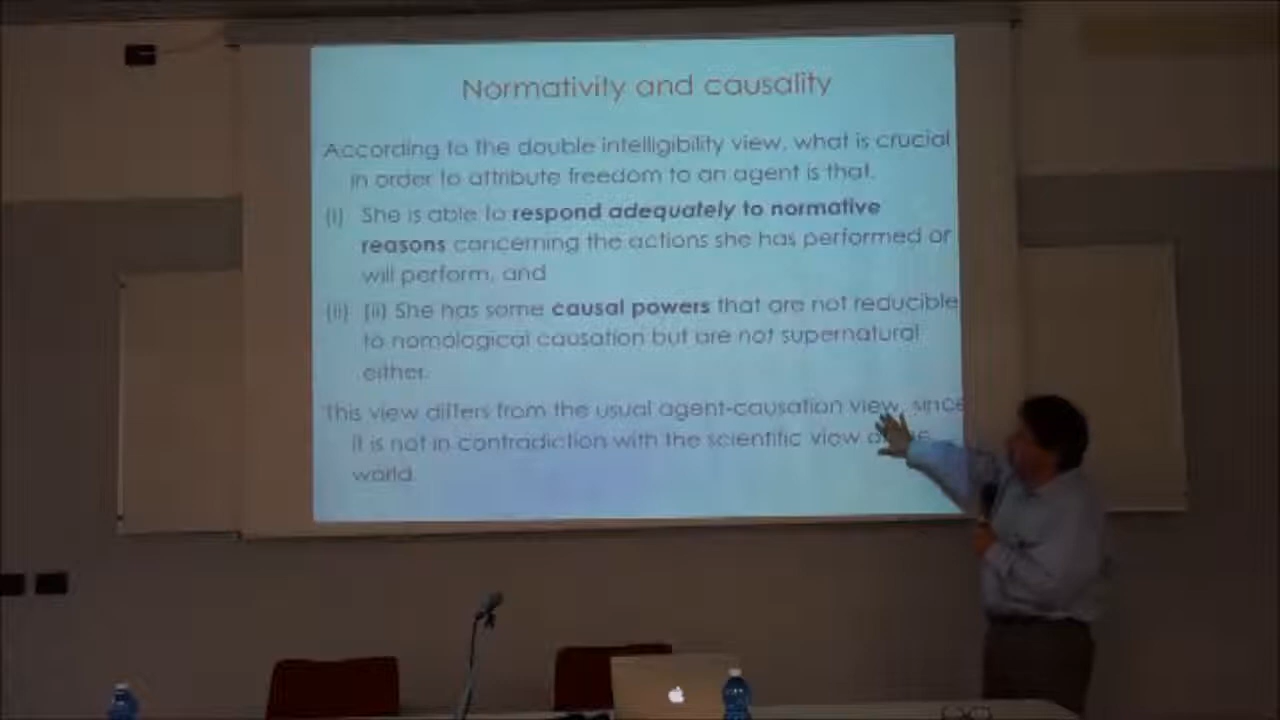 Normativity and causality
According to the double intelligibility view, what is crucial
in order to attribute freedom to an agent is that,
(i) She is able to respond adequately to normative
reasons concerning the actions she has performed or
will perform, and
(ii) (ii) She has some causal powers that are not reducible
to nomological causation but are not supernatural
either.
This view differs from the usual agent-causation view, since
it is not in contradiction with the scientific view
world.